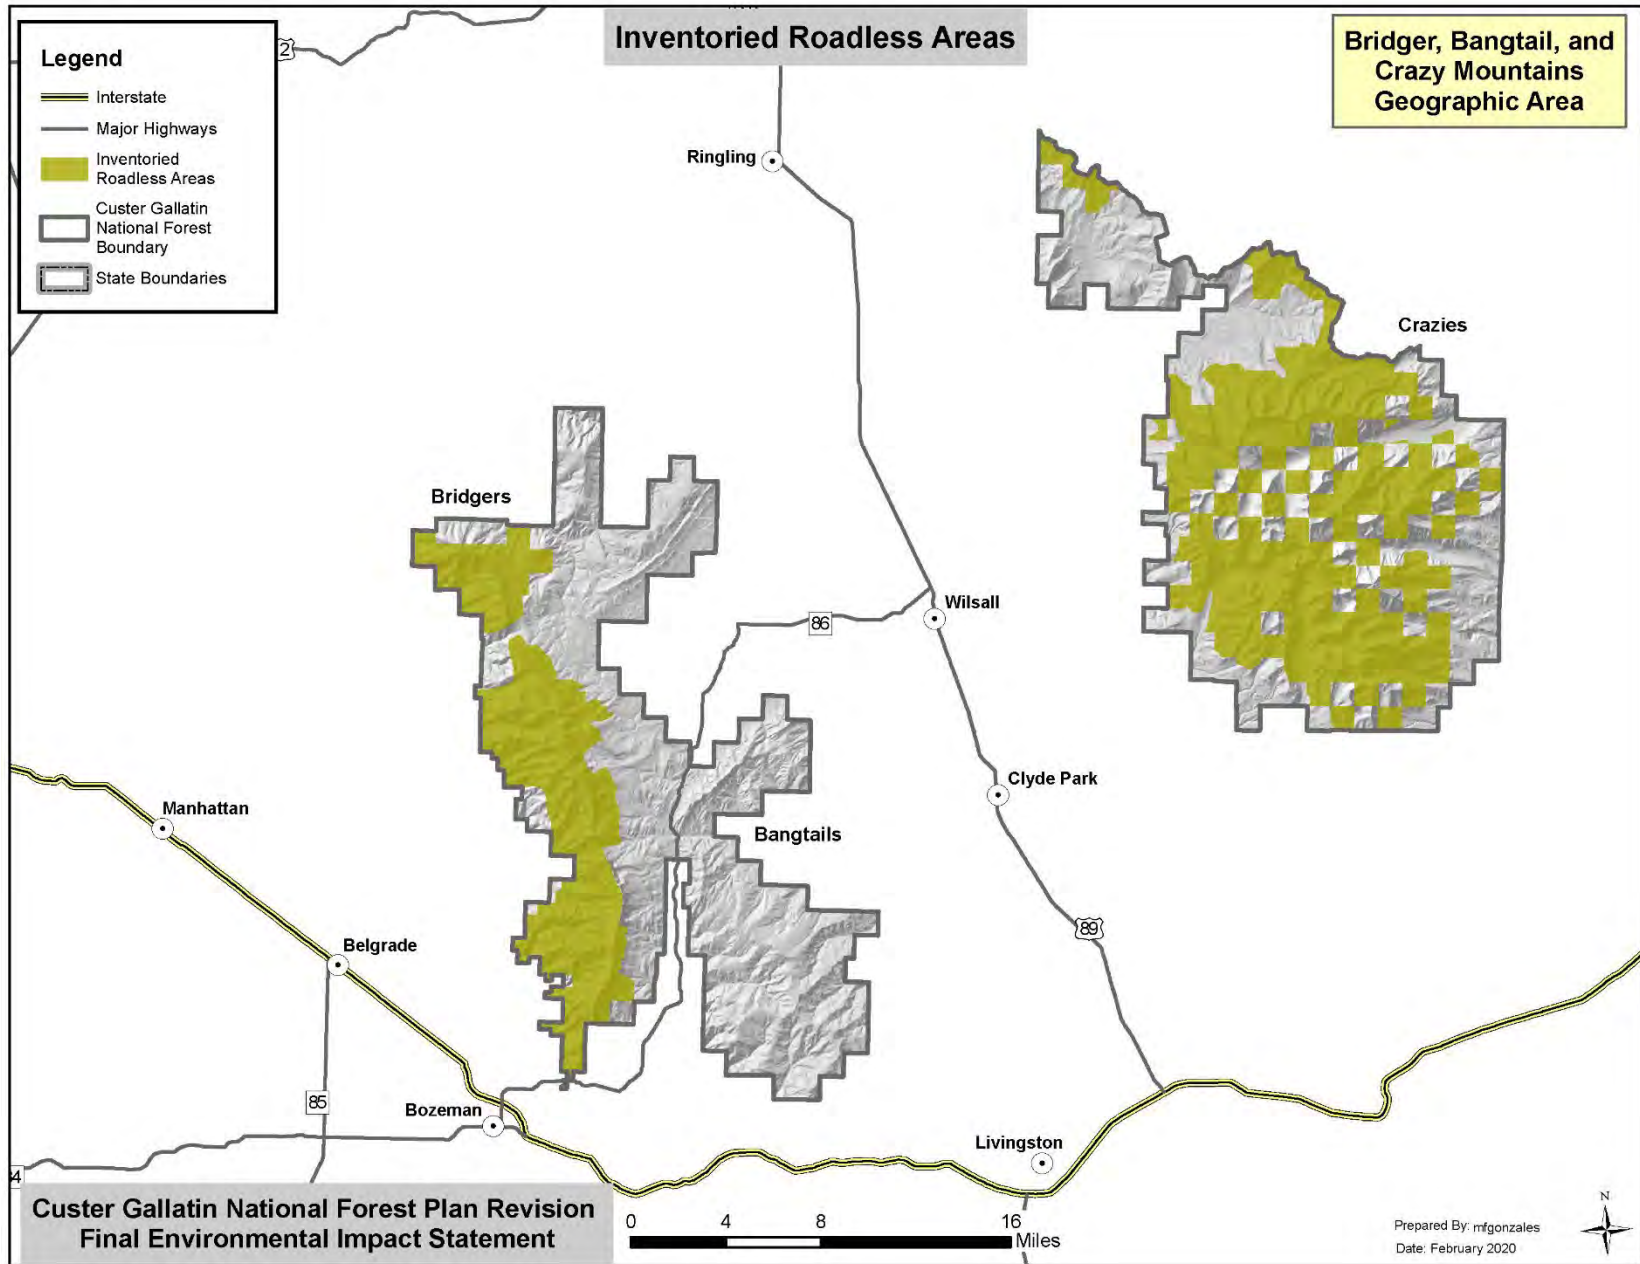 Inventoried Roadless Areas
Bridger, Bangtail, and
Crazy Mountains
Geographic Area
Legend
Interstate
Major Highways
Inventoried
Roadless Areas
Custer Gallatin
National Forest
Boundary
State Boundaries
2
Ringling
Crazies
Bridgers
Wilsall
86
Clyde Park
Manhattan
Bangtails
89
Belgrade
85
Bozeman
Livingston
Custer Gallatin National Forest Plan Revision
Final Environmental Impact Statement
0 4 8 16
Miles
Prepared By: mfgonzales
Date: February 2020
N